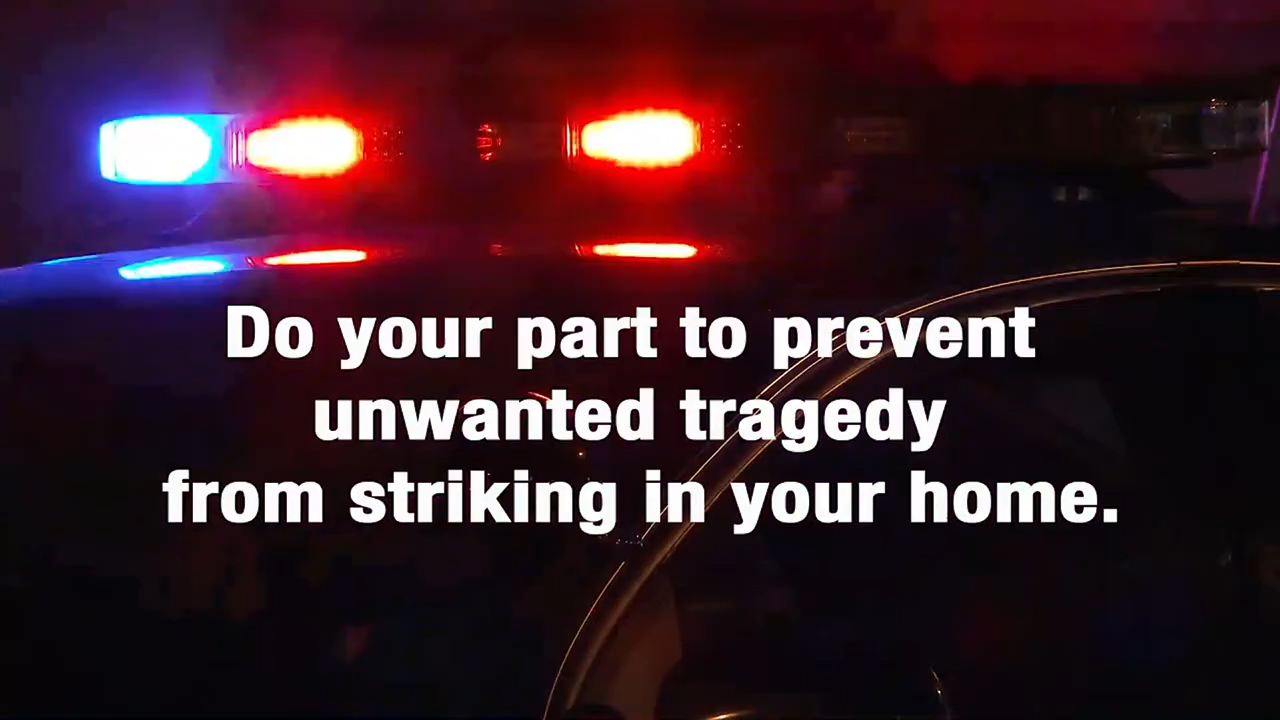 Do your part to prevent
unwanted tragedy
from striking in your home.